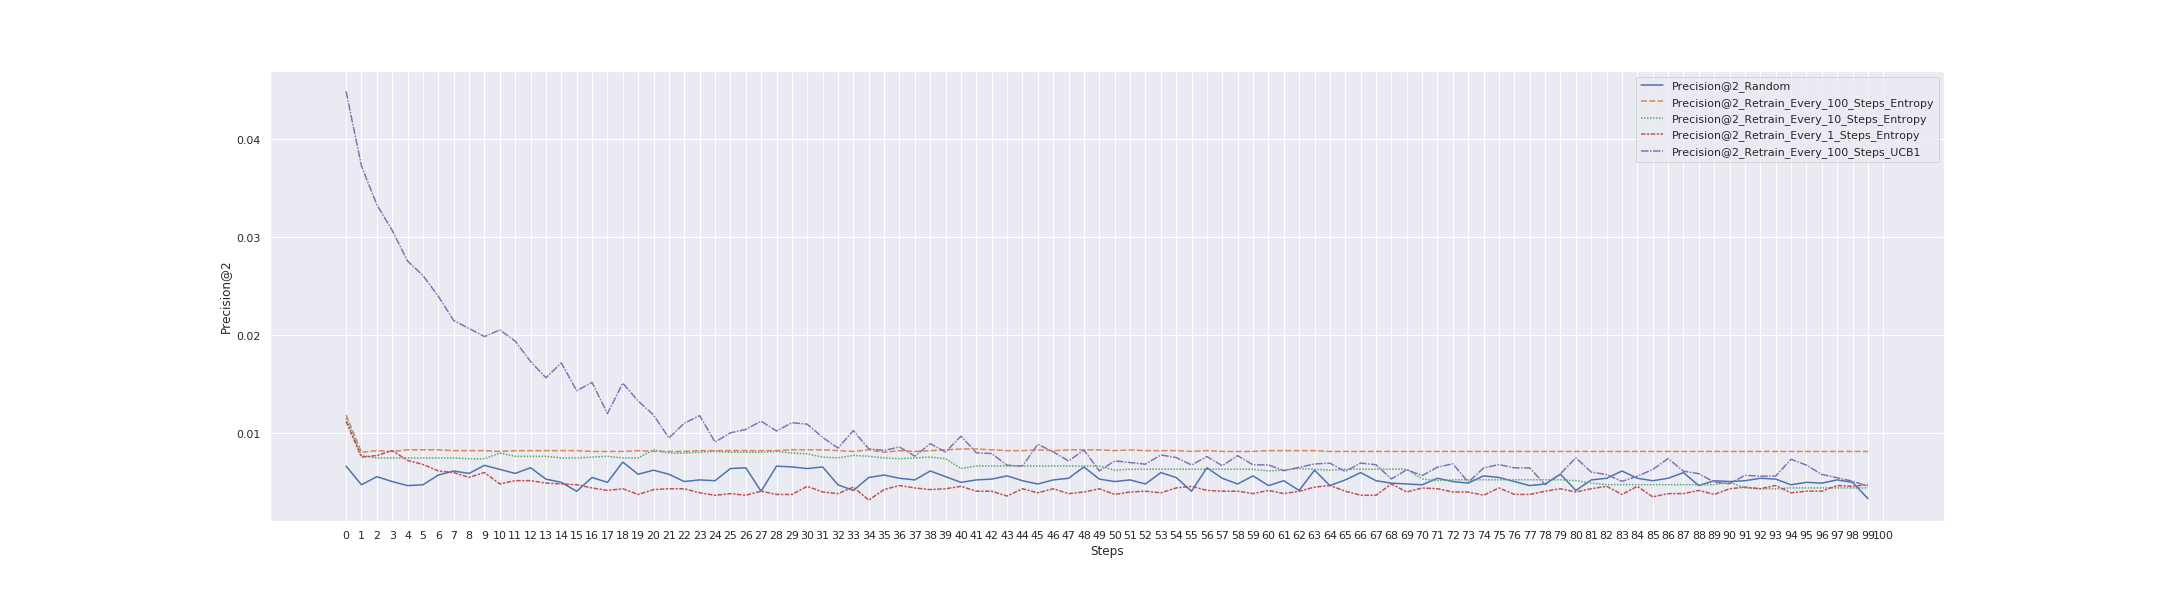 Precision@2_Random
Precision@2_Retrain_Every_100_Steps_Entropy
Precision@2_Retrain_Every_10_Steps_Entropy
Precision@2_Retrain_Every_1_Steps_Entropy
Precision@2_Retrain_Every_100_Steps_UCB1
0.04
0.03
0.02
0.01
Precision@2
0 1 2 3 4 5 6 7 8 9 10 11 12 13 14 15 16 17 18 19 20 21 22 23 24 25 26 27 28 29 30 31 32 33 34 35 36 37 38 39 40 41 42 43 44 45 46 47 48 49 50 51 52 53 54 55 56 57 58 59 60 61 62 63 64 65 66 67 68 69 70 71 72 73 74 75 76 77 78 79 80 81 82 83 84 85 86 87 88 89 90 91 92 93 94 95 96 97 98 99 100
Steps